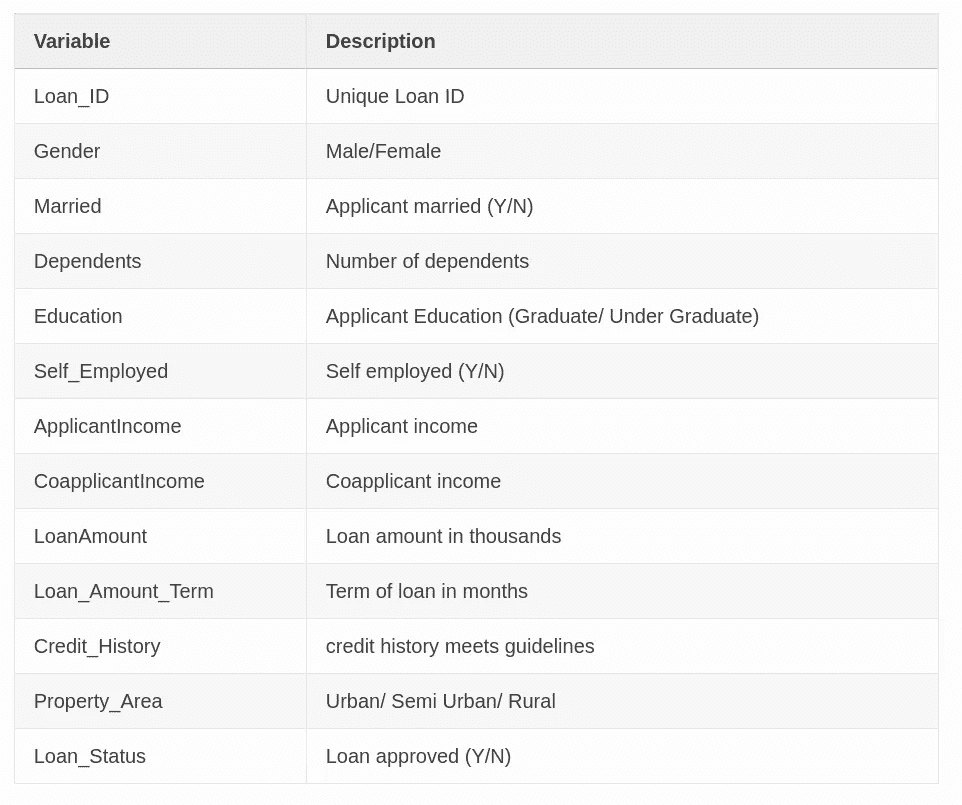 Variable Description
Loan_ID Unique Loan ID
Gender Male/Female
Married Applicant married (Y/N)
Dependents Number of dependents
Education Applicant Education (Graduate/ Under Graduate)
Self_Employed Self employed (Y/N)
ApplicantIncome Applicant income
CoapplicantIncome Coapplicant income
LoanAmount Loan amount in thousands
Loan_Amount_Term Term of loan in months
Credit_History credit history meets guidelines
Property_Area Urban/ Semi Urban/ Rural
Loan_Status Loan approved (Y/N)